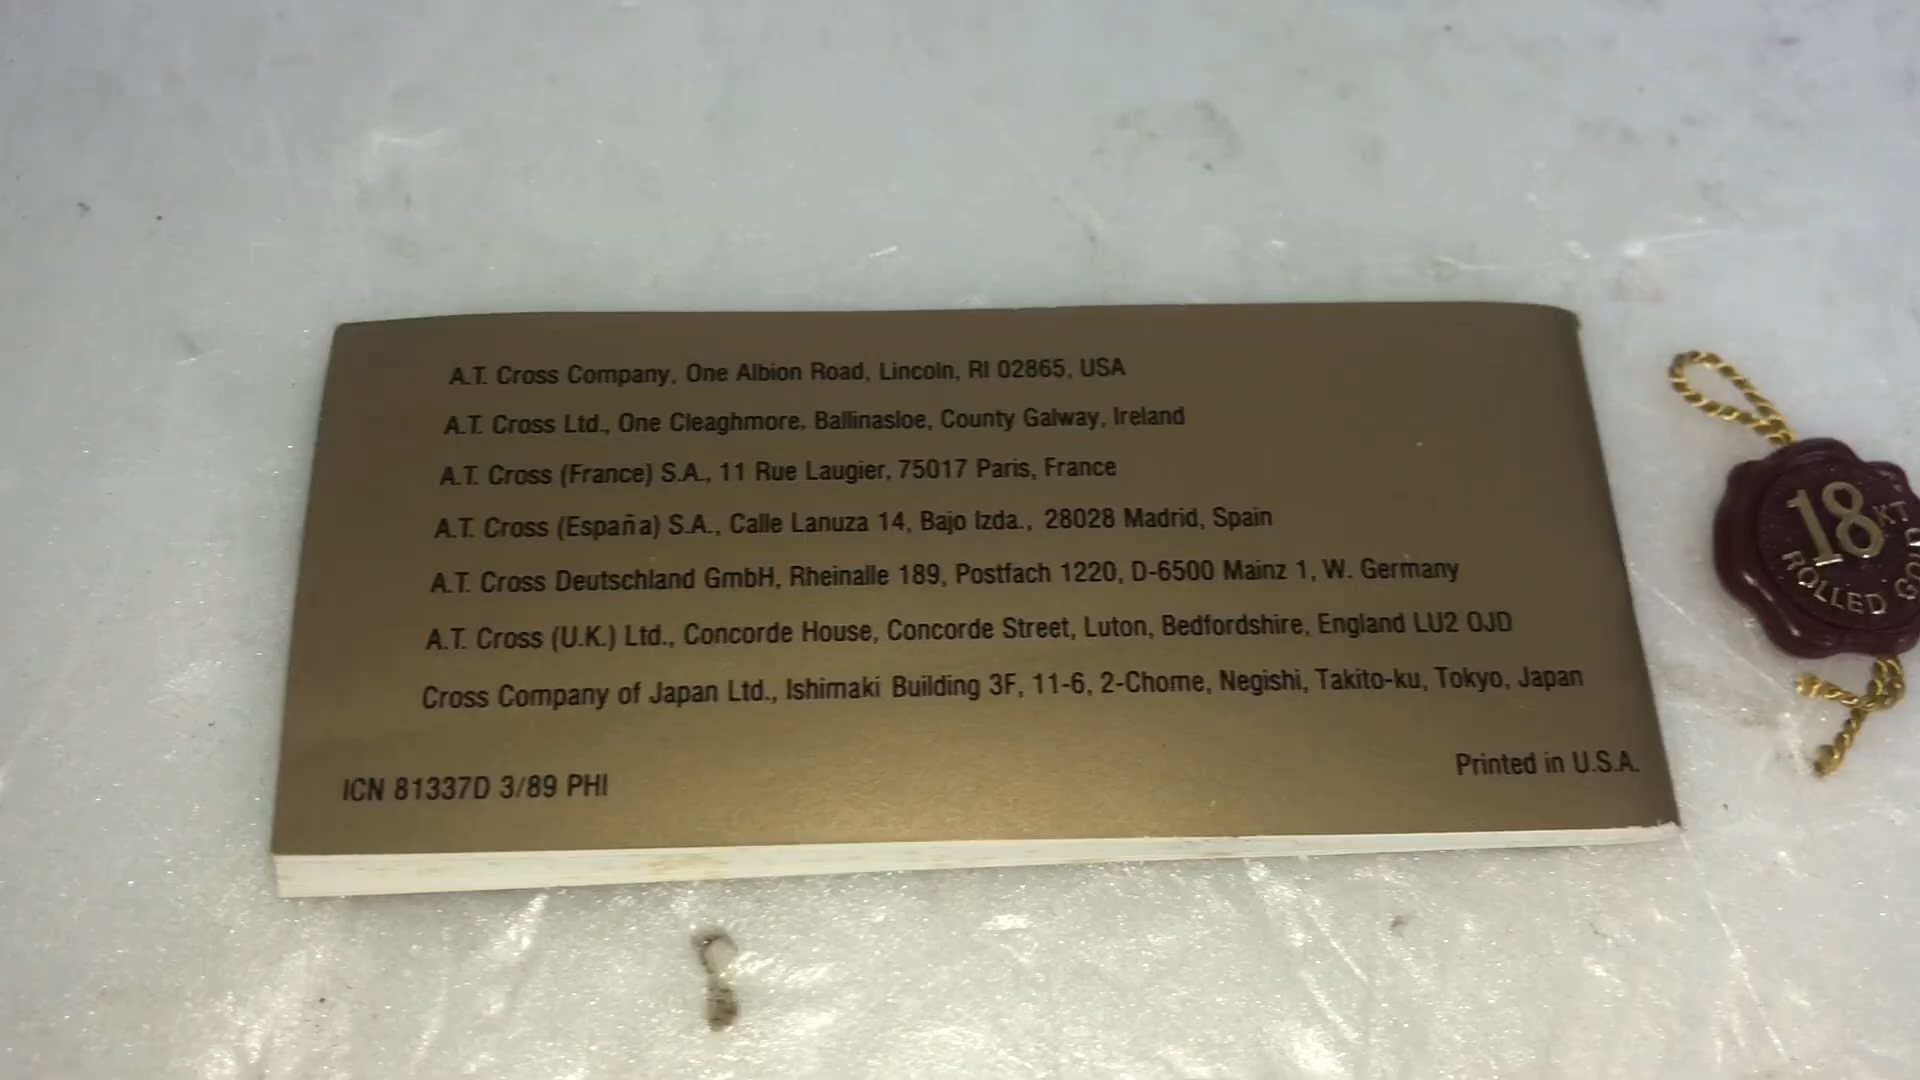 A.T. Cross Company, One Albion Road, Lincoln, RI 02865, USA
A.T. Cross Ltd., One Cleaghmore, Ballinasloe, County Galway, Ireland
A.T. Cross (France) S.A., 11 Rue Laugier, 75017 Paris, France
A.T. Cross (España) S.A., Calle Lanuza 14, Bajo Izda., 28028 Madrid, Spain
A.T. Cross Deutschland GmbH, Rheinalle 189, Postfach 1220, D-6500 Mainz 1, W. Germany
A.T. Cross (U.K.) Ltd., Concorde House, Concorde Street, Luton, Bedfordshire, England LU2 OJD
Cross Company of Japan Ltd., Ishimaki Building 3F, 11-6, 2-Chome, Negishi, Takito-ku, Tokyo, Japan
ICN 81337D 3/89 PHI
Printed in U.S.A.
18 KT
ROLLED GOLD